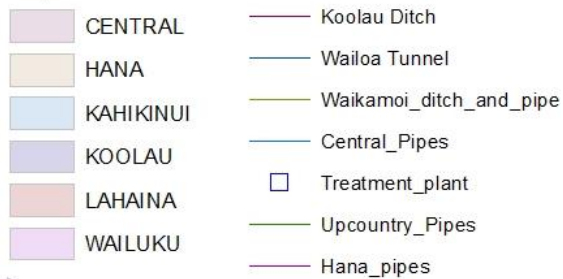 CENTRAL
HANA
KAHIKINUI
KOOLAU
LAHAINA
WAILUKU
Koolau Ditch
Wailoa Tunnel
Waikamoi_ditch_and_pipe
Central_Pipes
Treatment_plant
Upcountry_Pipes
Hana_pipes